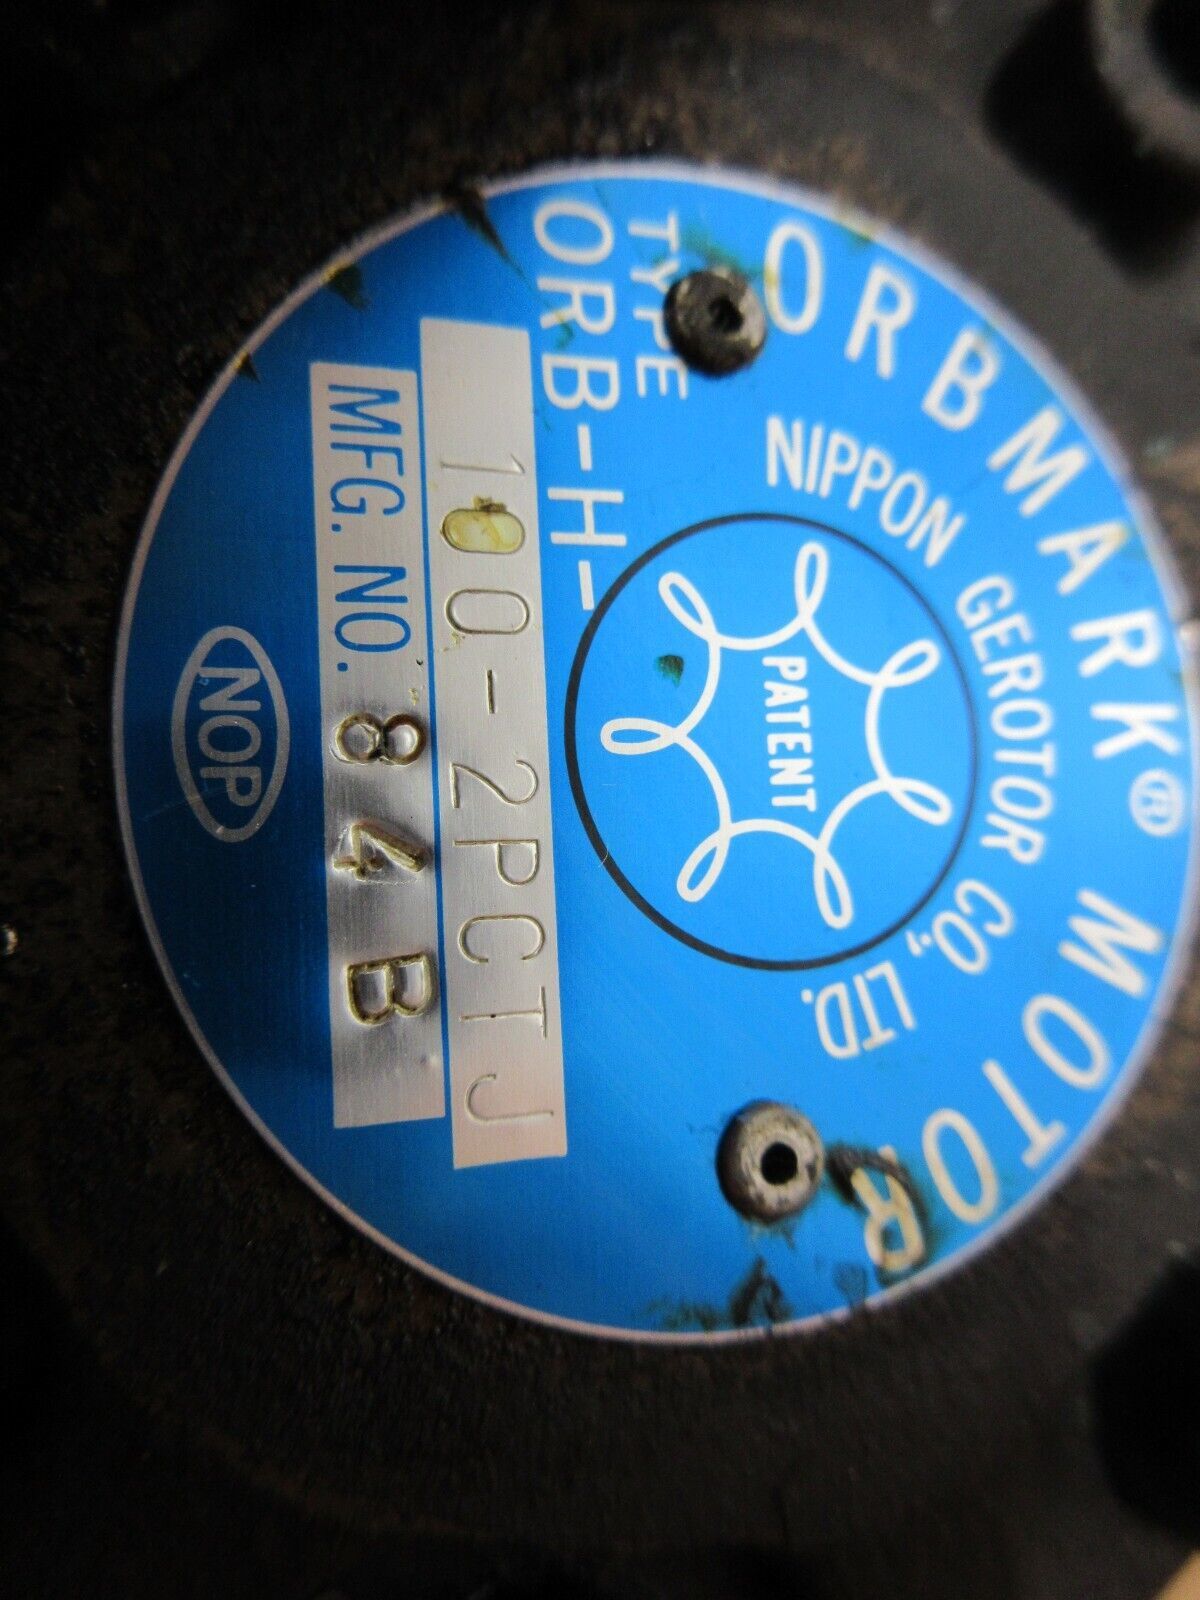 ORBMARK® MOTOR
NIPPON GEROTOR CO., LTD.
PATENT
TYPE
ORB-H-
100-2PCTJ
MFG. NO. 84B
NOP